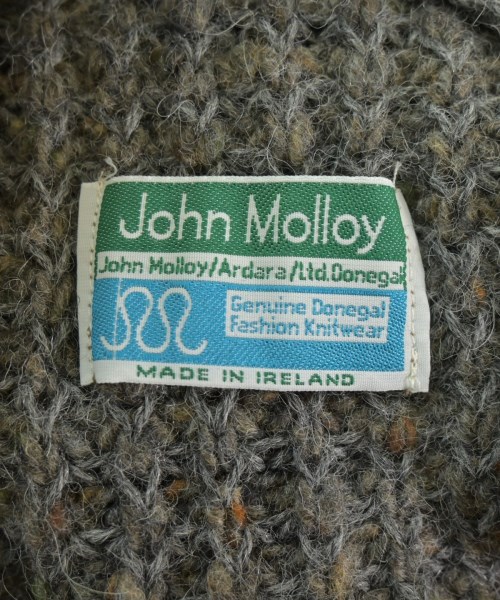 John Molloy
John Molloy/Ardara/Ltd.Donegal
Genuine Donegal
Fashion Knitwear
MADE IN IRELAND